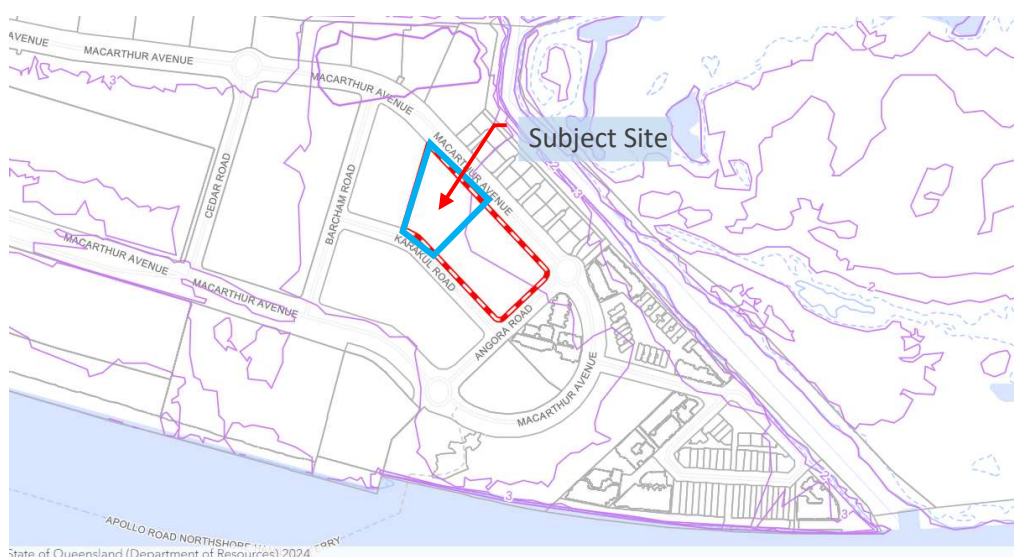 AVENUE
MACARTHUR AVENUE
3
MACARTHUR AVENUE
Subject Site
MACARTHUR AVENUE
2
3
CEDAR ROAD
BARCHAM ROAD
KARAKUL ROAD
MACARTHUR AVENUE
MACARTHUR AVENUE
2
ANGORA ROAD
MACARTHUR AVENUE
2
3
3
APOLLO ROAD NORTHSHORE
ERRY
State of Queensland (Department of Resources) 2024